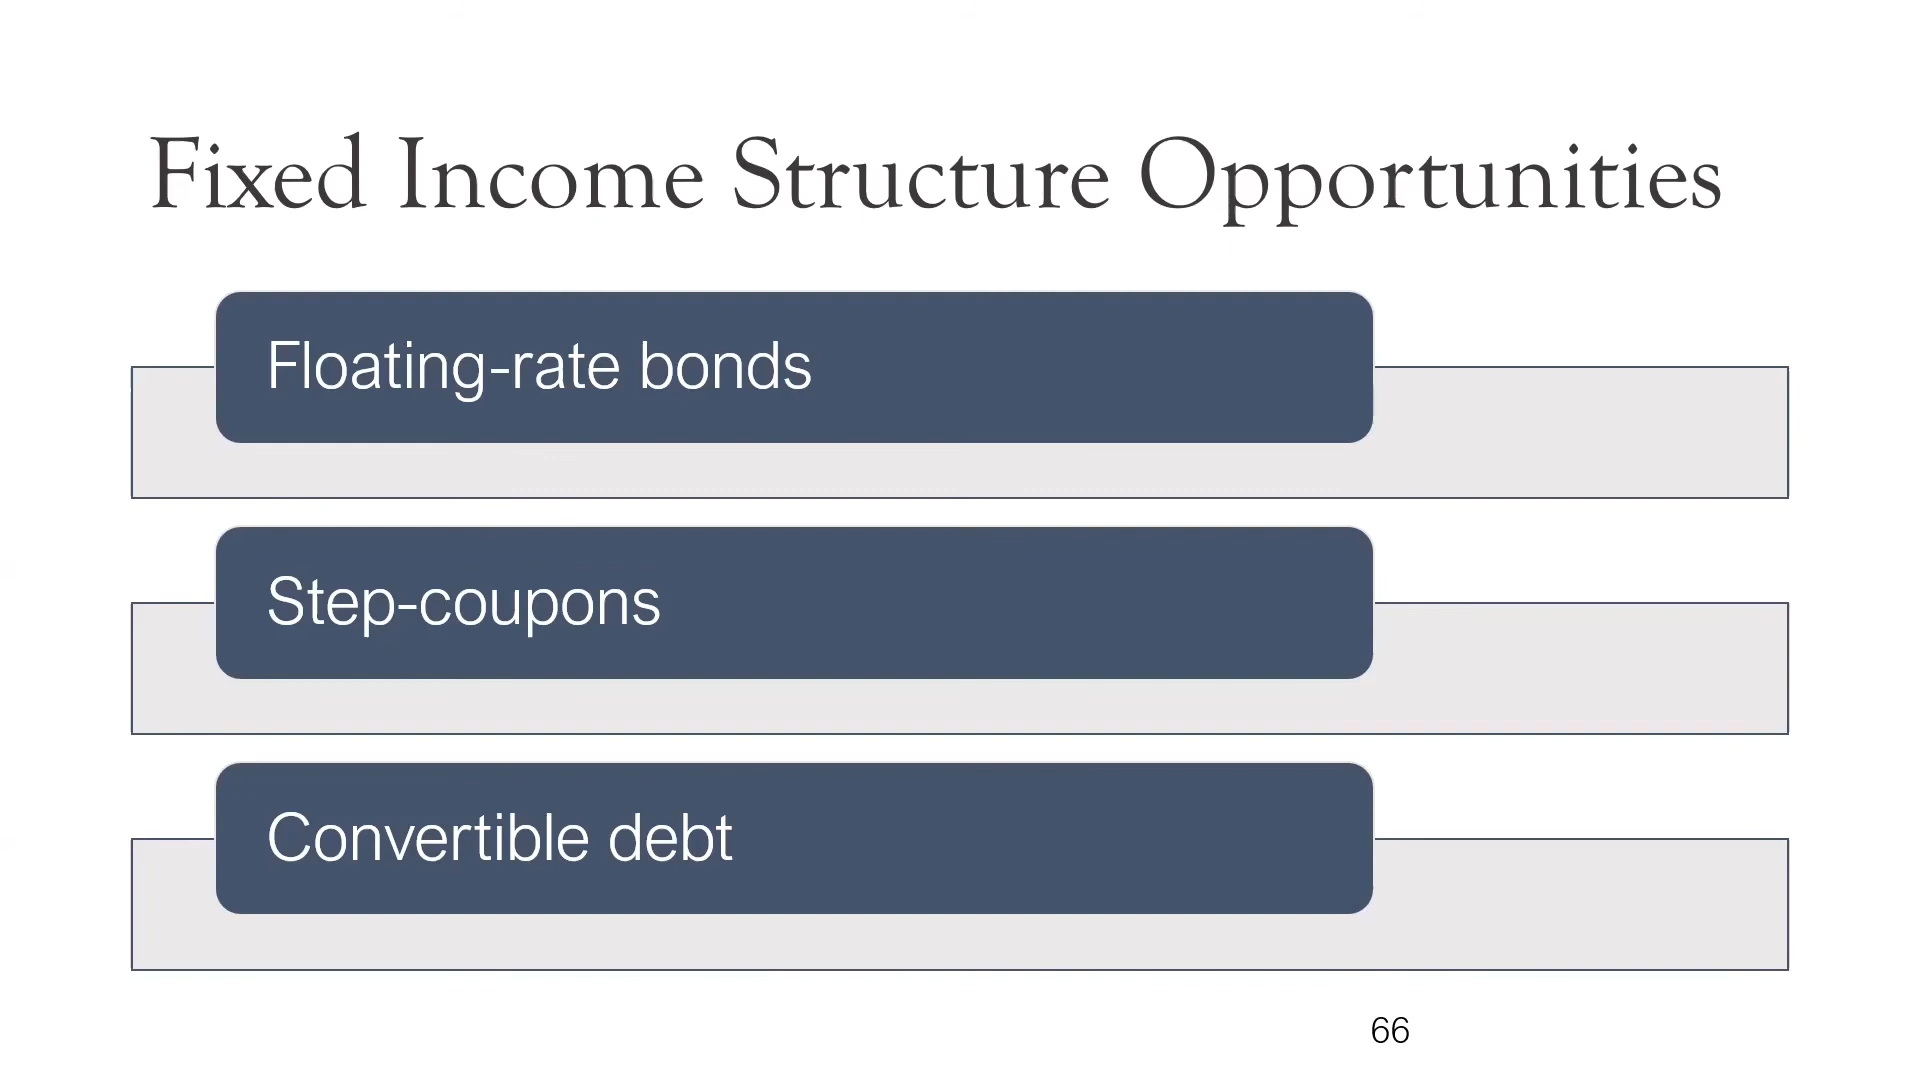 Fixed Income Structure Opportunities
Floating-rate bonds
Step-coupons
Convertible debt
66